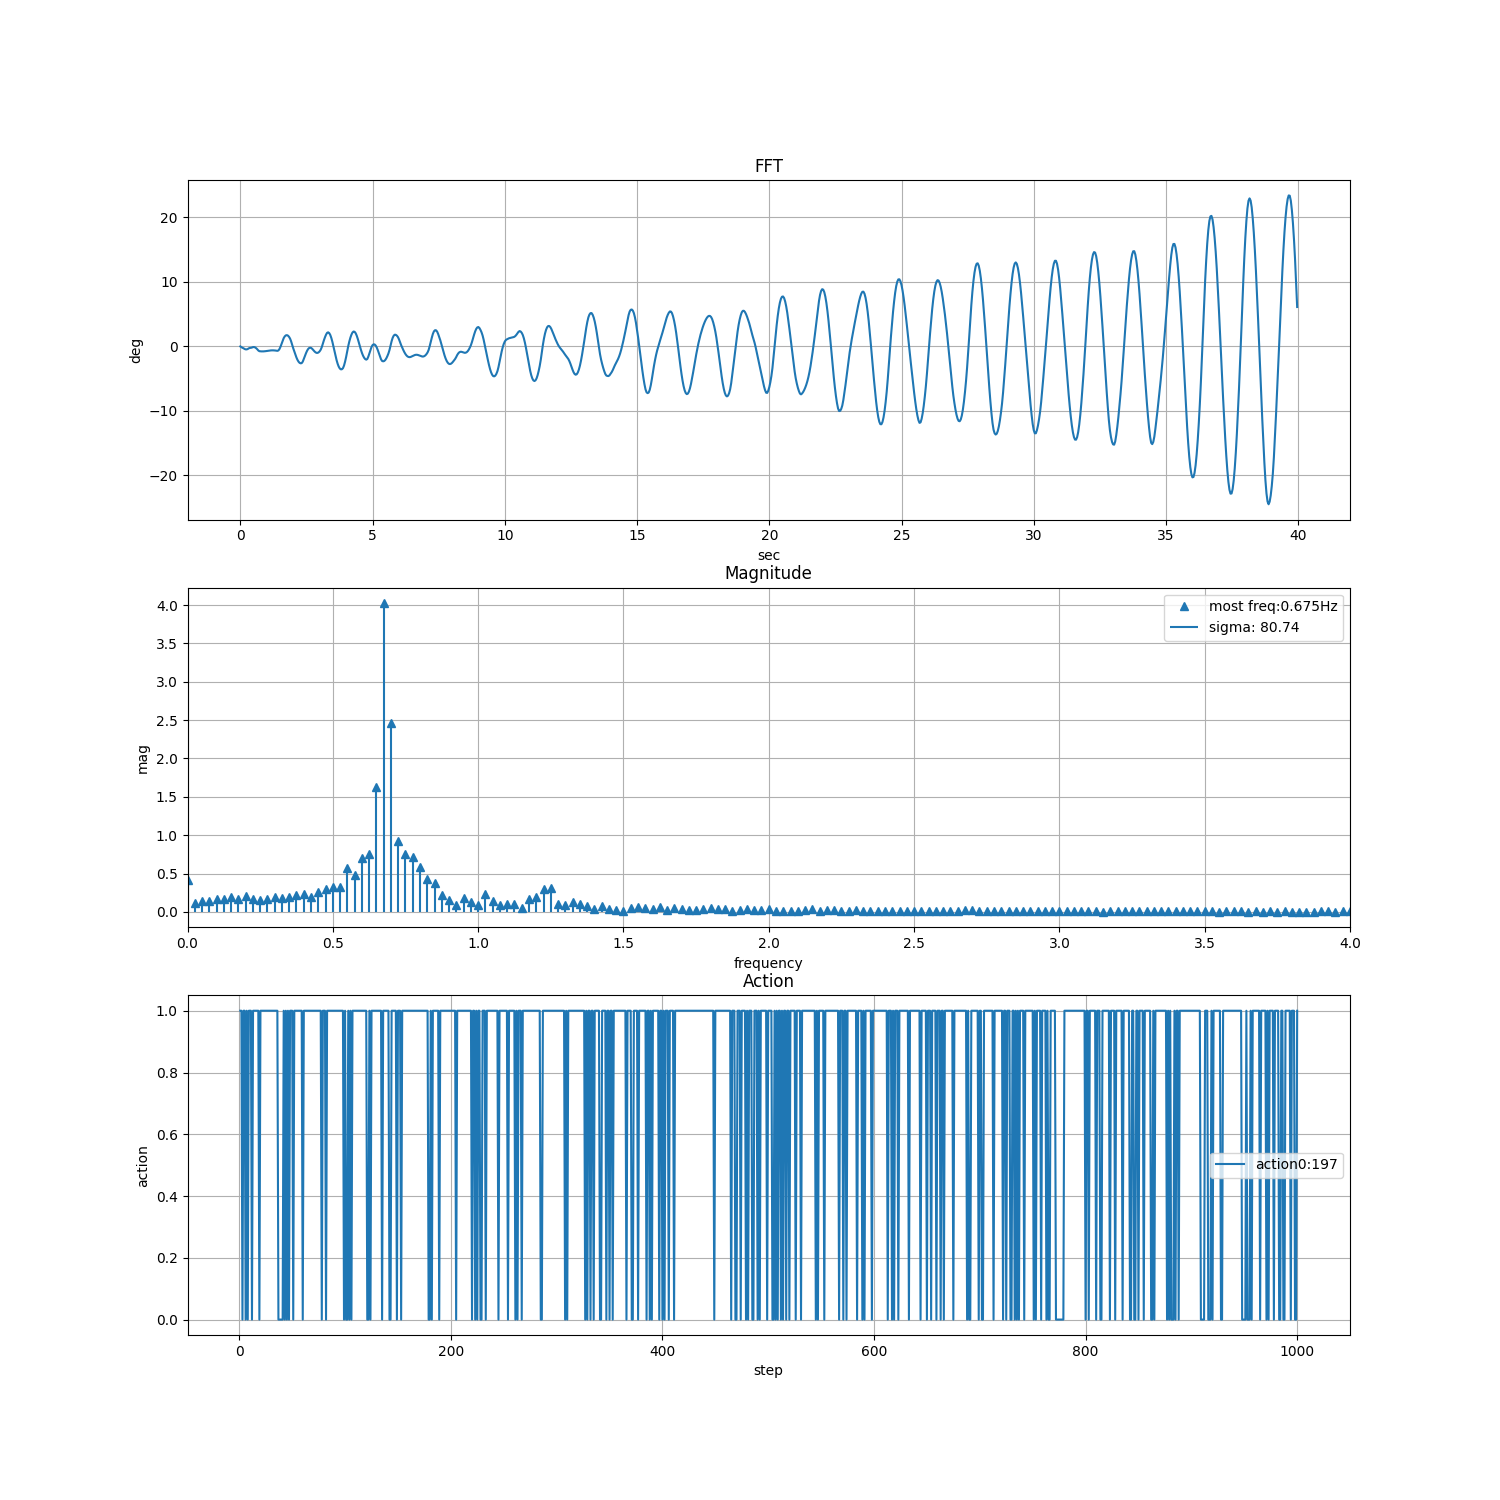 FFT
20
10
0
−10
−20
deg
0 5 10 15 20 25 30 35 40
sec
Magnitude
4.0
3.5
3.0
2.5
2.0
1.5
1.0
0.5
0.0
mag
most freq:0.675Hz
sigma: 80.74
0.0 0.5 1.0 1.5 2.0 2.5 3.0 3.5 4.0
frequency
Action
1.0
0.8
0.6
0.4
0.2
0.0
action
action0:197
0 200 400 600 800 1000
step